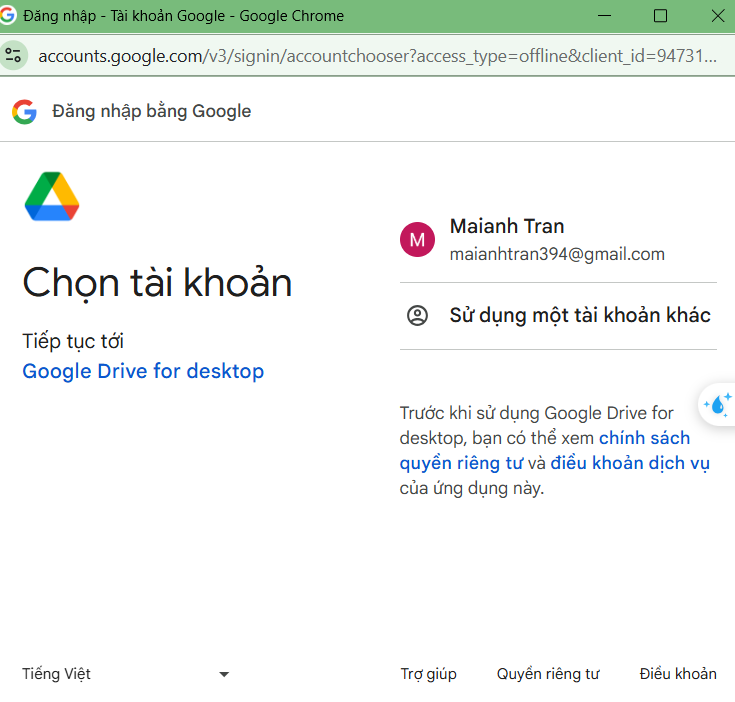 Đăng nhập - Tài khoản Google - Google Chrome
accounts.google.com/v3/signin/accountchooser?access_type=offline&client_id=94731...
Đăng nhập bằng Google
Chọn tài khoản
Tiếp tục tới
Google Drive for desktop
M
Maianh Tran
maianhtran394@gmail.com
Sử dụng một tài khoản khác
Trước khi sử dụng Google Drive for
desktop, bạn có thể xem chính sách
quyền riêng tư và điều khoản dịch vụ
của ứng dụng này.
Tiếng Việt
Trợ giúp
Quyền riêng tư
Điều khoản